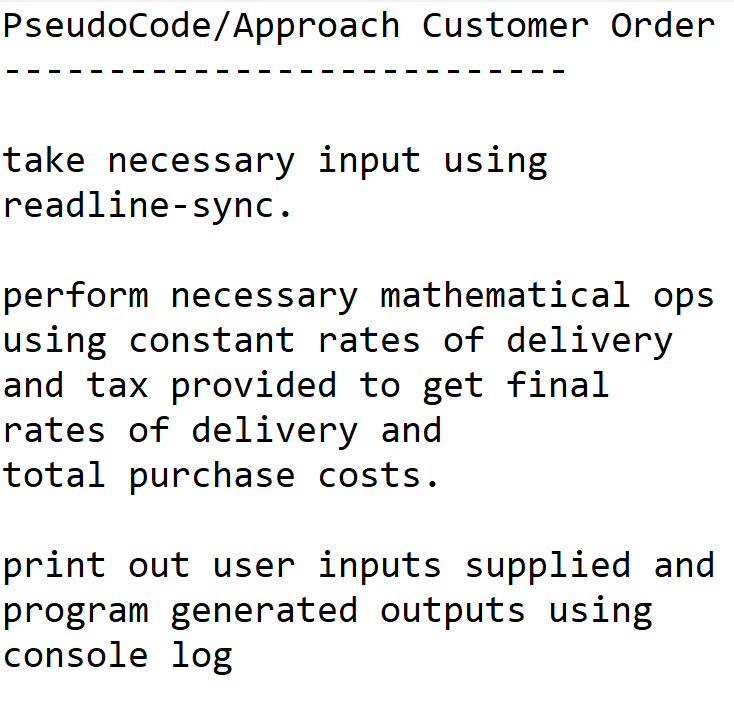 PseudoCode/Approach Customer Order
---------------------------
take necessary input using
readline-sync.
perform necessary mathematical ops
using constant rates of delivery
and tax provided to get final
rates of delivery and
total purchase costs.
print out user inputs supplied and
program generated outputs using
console log